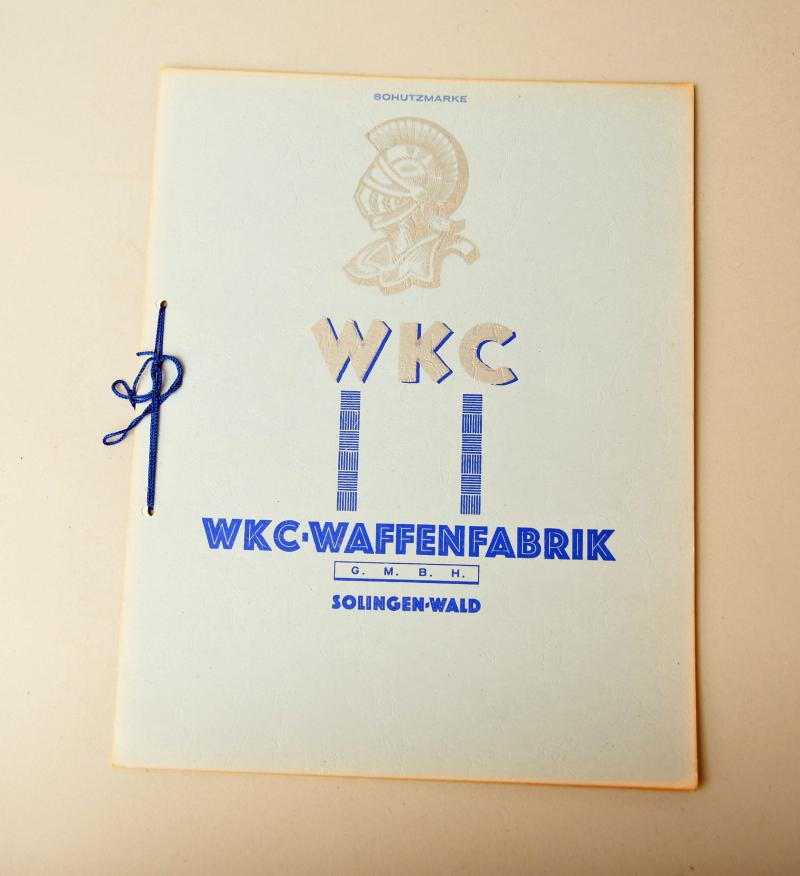 SCHUTZMARKE
WKC
WKC-WAFFENFABRIK
G. M. B. H.
SOLINGEN-WALD